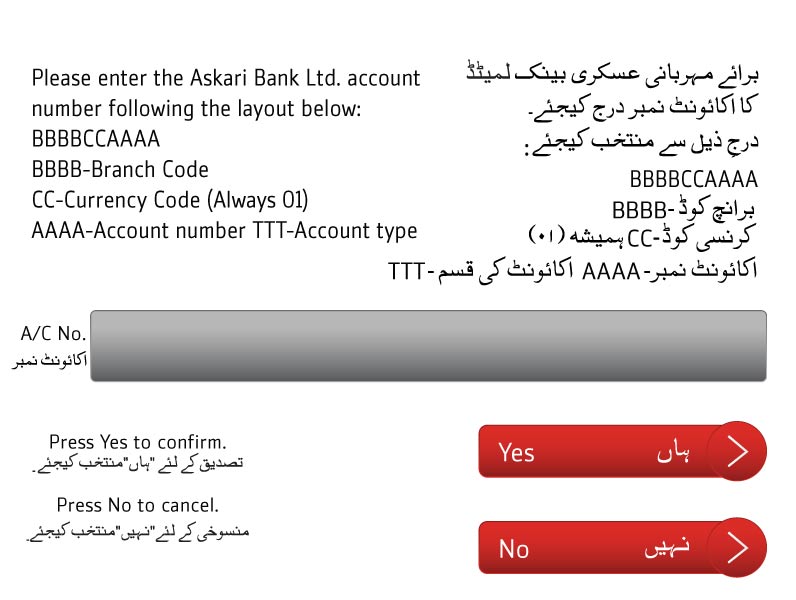 Please enter the Askari Bank Ltd. account
number following the layout below:
BBBBCCAAAA
BBBB-Branch Code
CC-Currency Code (Always 01)
AAAA-Account number TTT-Account type
برائے مہربانی عسکری بینک لمیٹڈ
کا اکائونٹ نمبر درج کیجئے۔
درجِ ذیل سے منتخب کیجئے:
BBBBCCAAAA
برانچ کوڈ-BBBB
کرنسی کوڈ-CC ہمیشہ (۰۱)
اکائونٹ نمبر-AAAA اکائونٹ کی قسم-TTT
A/C No.
اکائونٹ نمبر
Press Yes to confirm.
تصدیق کے لئے "ہاں" منتخب کیجئے۔
Yes ہاں
Press No to cancel.
منسوخی کے لئے "نہیں" منتخب کیجئے۔
No نہیں